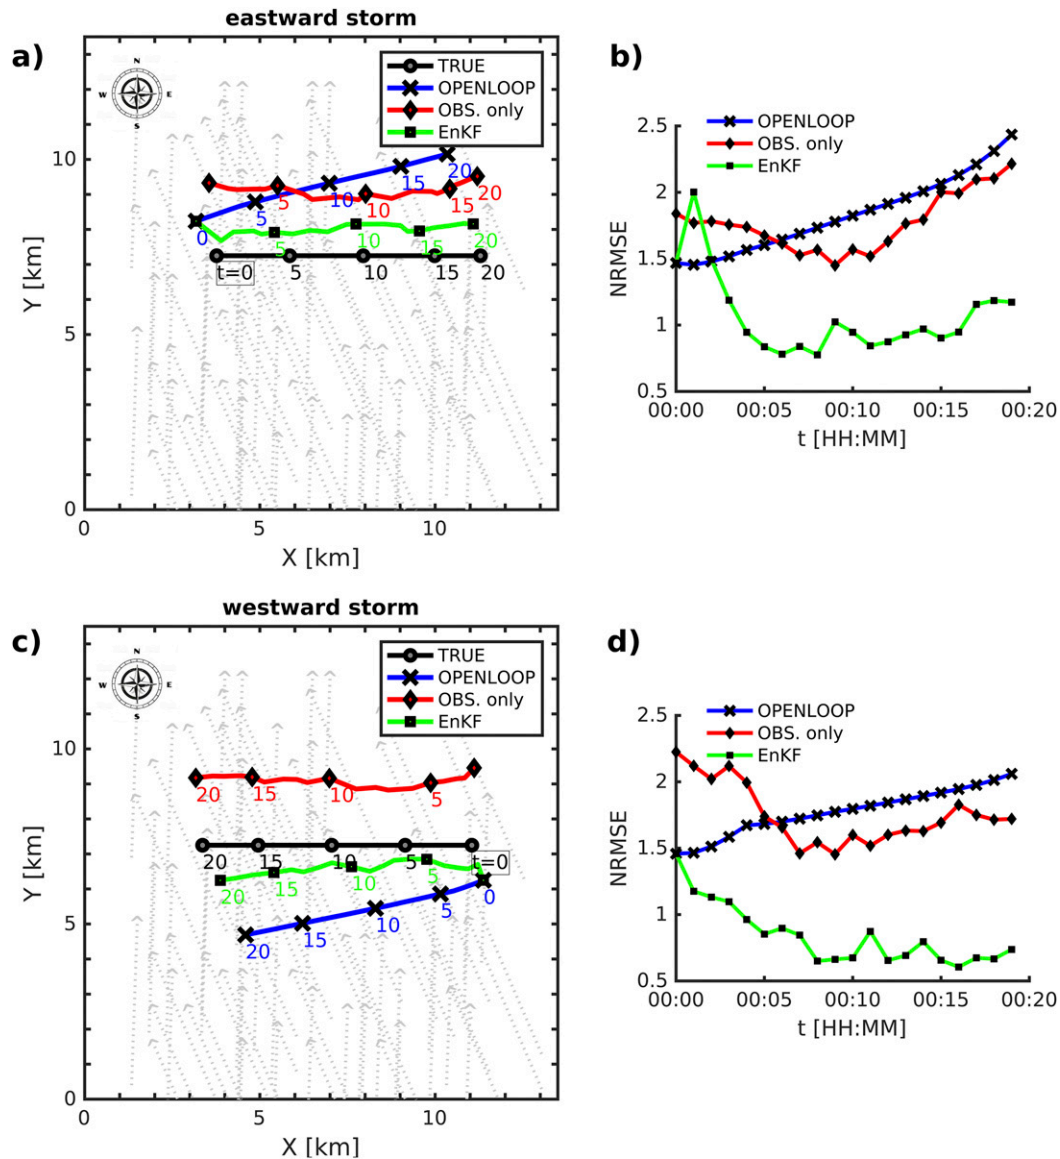 eastward storm
a)
N
W E
S
TRUE
OPENLOOP
OBS. only
EnKF
10
5
0
Y [km]
0 5 10 15 20
5 10 15 20
5 10 15 20
t=0 5 10 15 20
0 5 10
X [km]
b)
OPENLOOP
OBS. only
EnKF
2.5
2
1.5
1
0.5
NRMSE
00:00 00:05 00:10 00:15 00:20
t [HH:MM]
westward storm
c)
N
W E
S
TRUE
OPENLOOP
OBS. only
EnKF
10
5
0
Y [km]
20 15 10 5
20 15 10 5 t=0
20 15 10 5
20 15 10 5 0
0 5 10
X [km]
d)
OPENLOOP
OBS. only
EnKF
2.5
2
1.5
1
0.5
NRMSE
00:00 00:05 00:10 00:15 00:20
t [HH:MM]